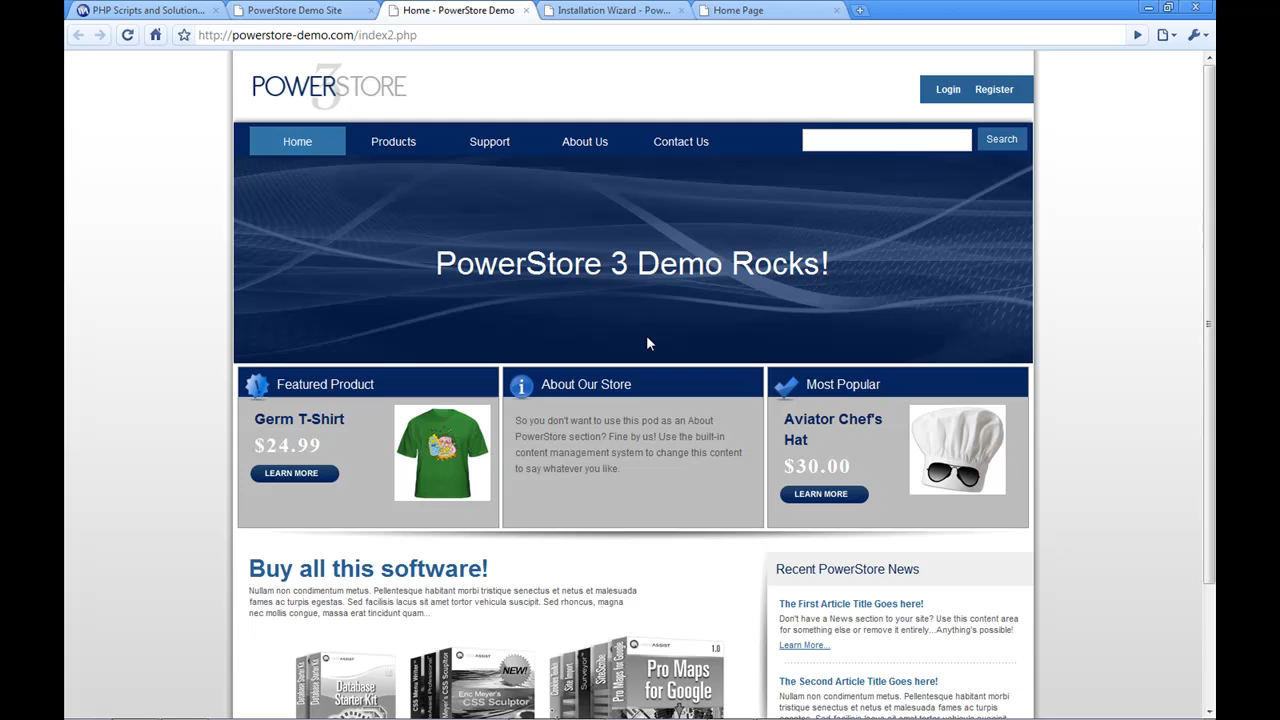 PHP Scripts and Solution...
PowerStore Demo Site
Home - PowerStore Demo
Installation Wizard - Pow...
Home Page
http://powerstore-demo.com/index2.php
POWERSTORE
3
Login
Register
Home
Products
Support
About Us
Contact Us
Search
PowerStore 3 Demo Rocks!
Featured Product
Germ T-Shirt
$24.99
LEARN MORE
About Our Store
So you don't want to use this pod as an About
PowerStore section? Fine by us! Use the built-in
content management system to change this content
to say whatever you like.
Most Popular
Aviator Chef's
Hat
$30.00
LEARN MORE
Buy all this software!
Nullam non condimentum metus. Pellentesque habitant morbi tristique senectus et netus et malesuada
fames ac turpis egestas. Sed facilisis lacus sit amet tortor vehicula suscipit. Sed rhoncus, magna
nec mollis congue, massa erat tincidunt quam...
Database
Starter Kit
NEW!
Eric Meyer's
CSS Sculptor
1.0
Pro Maps
for Google
Recent PowerStore News
The First Article Title Goes here!
Don't have a News section to your site? Use this content area
for something else or remove it entirely...Anything's possible!
Learn More...
The Second Article Title Goes here!
Nullam non condimentum metus. Pellentesque habitant morbi
tristique senectus et netus et malesuada fames ac turpis